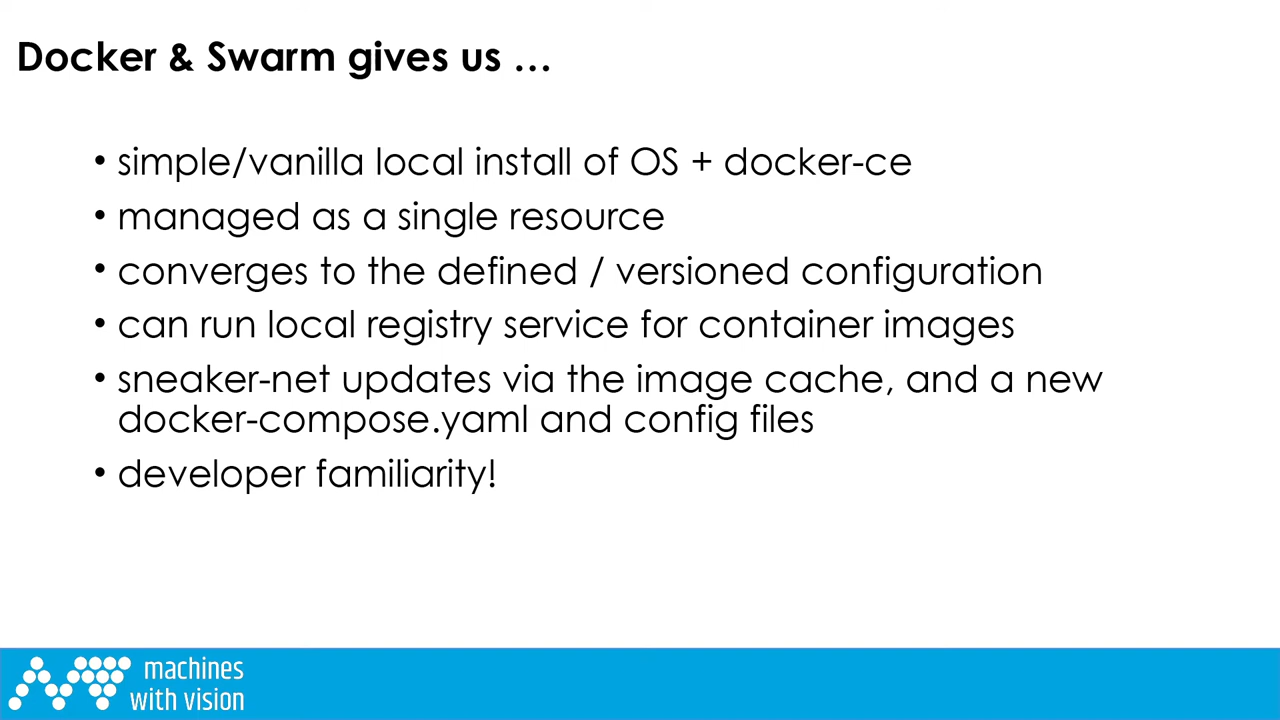 Docker & Swarm gives us …
• simple/vanilla local install of OS + docker-ce
• managed as a single resource
• converges to the defined / versioned configuration
• can run local registry service for container images
• sneaker-net updates via the image cache, and a new
docker-compose.yaml and config files
• developer familiarity!
machines
with vision